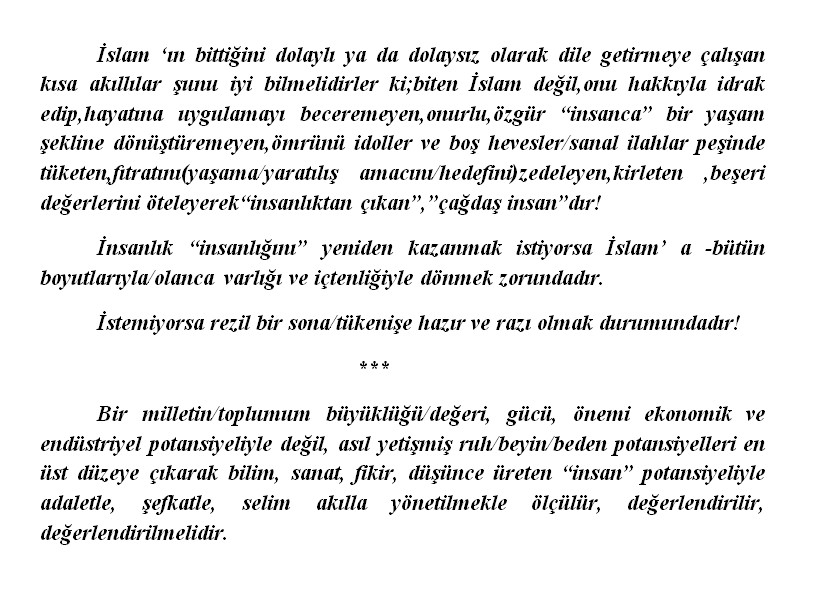 İslam ‘ın bittiğini dolaylı ya da dolaysız olarak dile getirmeye çalışan
kısa akıllılar şunu iyi bilmelidirler ki;biten İslam değil,onu hakkıyla idrak
edip,hayatına uygulamayı beceremeyen,onurlu,özgür “insanca” bir yaşam
şekline dönüştüremeyen,ömrünü idoller ve boş hevesler/sanal ilahlar peşinde
tüketen,fıtratını(yaşama/yaratılış amacını/hedefini)zedeleyen,kirleten ,beşeri
değerlerini öteleyerek“insanlıktan çıkan”,”çağdaş insan”dır!
İnsanlık “insanlığını” yeniden kazanmak istiyorsa İslam’ a -bütün
boyutlarıyla/olanca varlığı ve içtenliğiyle dönmek zorundadır.
İstemiyorsa rezil bir sona/tükenişe hazır ve razı olmak durumundadır!
***
Bir milletin/toplumum büyüklüğü/değeri, gücü, önemi ekonomik ve
endüstriyel potansiyeliyle değil, asıl yetişmiş ruh/beyin/beden potansiyelleri en
üst düzeye çıkarak bilim, sanat, fikir, düşünce üreten “insan” potansiyeliyle
adaletle, şefkatle, selim akılla yönetilmekle ölçülür, değerlendirilir,
değerlendirilmelidir.